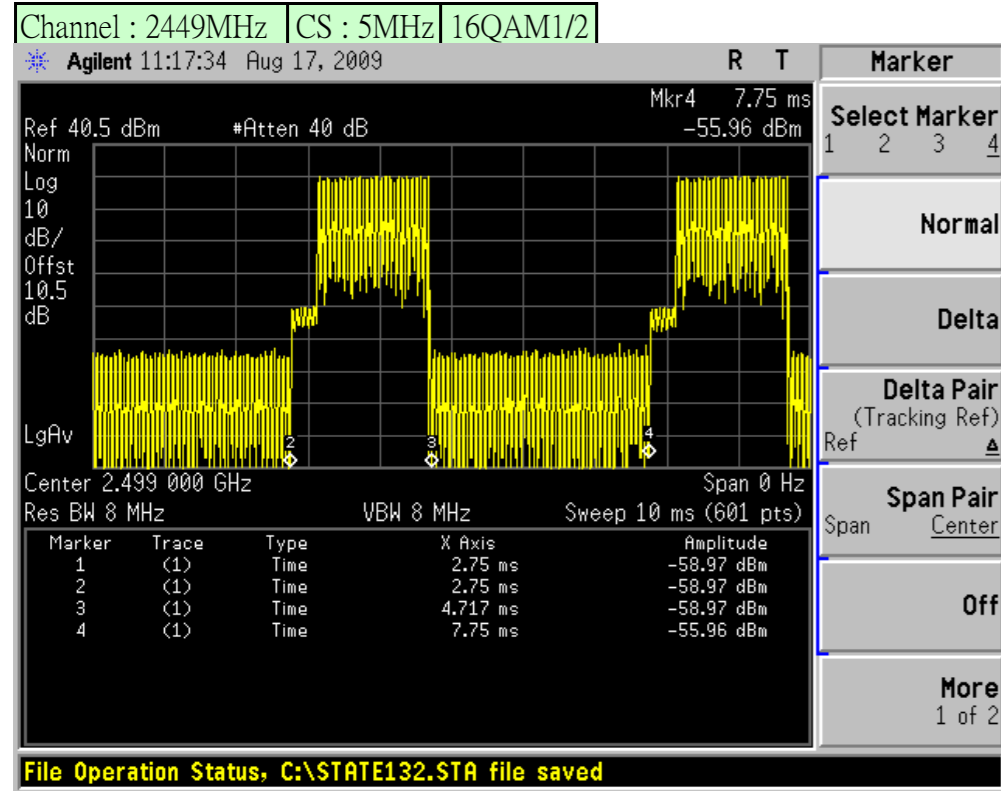 Channel : 2449MHz CS : 5MHz 16QAM1/2
Agilent 11:17:34 Aug 17, 2009 R T
Mkr4 7.75 ms
Ref 40.5 dBm #Atten 40 dB -55.96 dBm
Norm
Log
10
dB/
Offst
10.5
dB
LgAv
2 3 4
Center 2.499 000 GHz Span 0 Hz
Res BW 8 MHz VBW 8 MHz Sweep 10 ms (601 pts)
Marker Trace Type X Axis Amplitude
1 (1) Time 2.75 ms -58.97 dBm
2 (1) Time 2.75 ms -58.97 dBm
3 (1) Time 4.717 ms -58.97 dBm
4 (1) Time 7.75 ms -55.96 dBm
Marker
Select Marker
1 2 3 4
Normal
Delta
Delta Pair
(Tracking Ref)
Ref Δ
Span Pair
Span Center
Off
More
1 of 2
File Operation Status, C:\STATE132.STA file saved